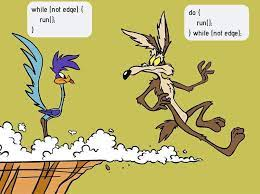 while (not edge) {
run();
}
do {
run();
} while (not edge);